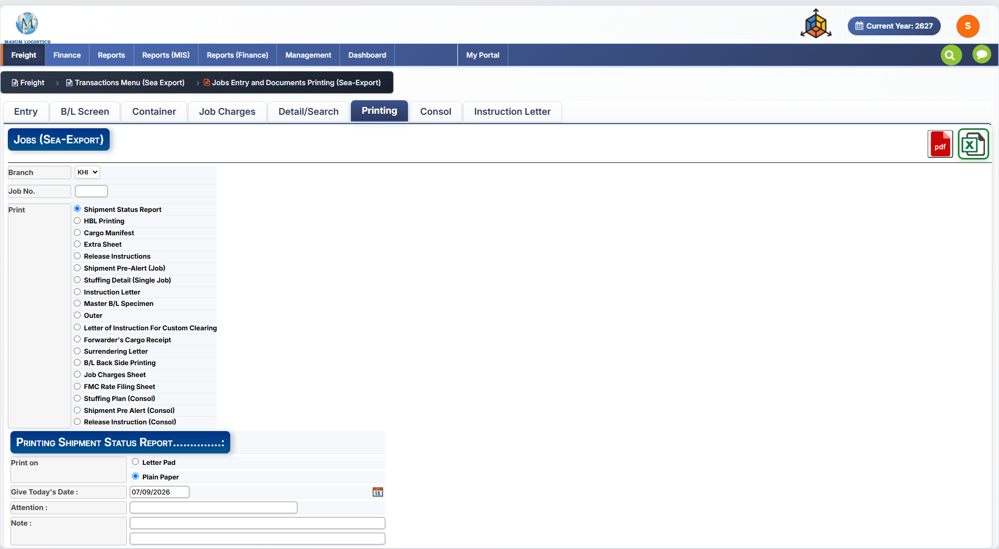 MASUM LOGISTICS
Current Year: 2627
S
Freight
Finance
Reports
Reports (MIS)
Reports (Finance)
Management
Dashboard
My Portal
Freight › Transactions Menu (Sea Export) › Jobs Entry and Documents Printing (Sea-Export)
Entry
B/L Screen
Container
Job Charges
Detail/Search
Printing
Consol
Instruction Letter
Jobs (Sea-Export)
pdf
X
Branch
KHI
Job No.
Print
Shipment Status Report
HBL Printing
Cargo Manifest
Extra Sheet
Release Instructions
Shipment Pre-Alert (Job)
Stuffing Detail (Single Job)
Instruction Letter
Master B/L Specimen
Outer
Letter of Instruction For Custom Clearing
Forwarder's Cargo Receipt
Surrendering Letter
B/L Back Side Printing
Job Charges Sheet
FMC Rate Filing Sheet
Stuffing Plan (Consol)
Shipment Pre Alert (Consol)
Release Instruction (Consol)
Printing Shipment Status Report..............:
Print on
Letter Pad
Plain Paper
Give Today's Date :
07/09/2026
15
Attention :
Note :